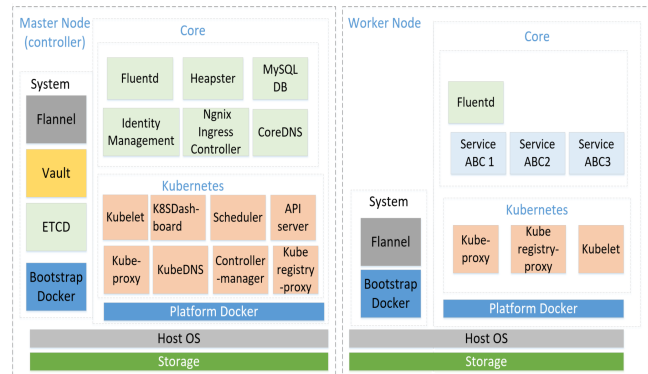 Master Node
(controller)
Core
System
Flannel
Vault
ETCD
Bootstrap
Docker
Fluentd
Heapster
MySQL
DB
Identity
Management
Ngnix
Ingress
Controller
CoreDNS
Kubernetes
Kubelet
K8SDash-
board
Scheduler
API
server
Kube-
proxy
KubeDNS
Controller
-manager
Kube
registry
-proxy
Platform Docker
Host OS
Storage
Worker Node
Core
Fluentd
Service
ABC 1
Service
ABC2
Service
ABC3
System
Flannel
Bootstrap
Docker
Kubernetes
Kube-
proxy
Kube
registry-
proxy
Kubelet
Platform Docker
Host OS
Storage